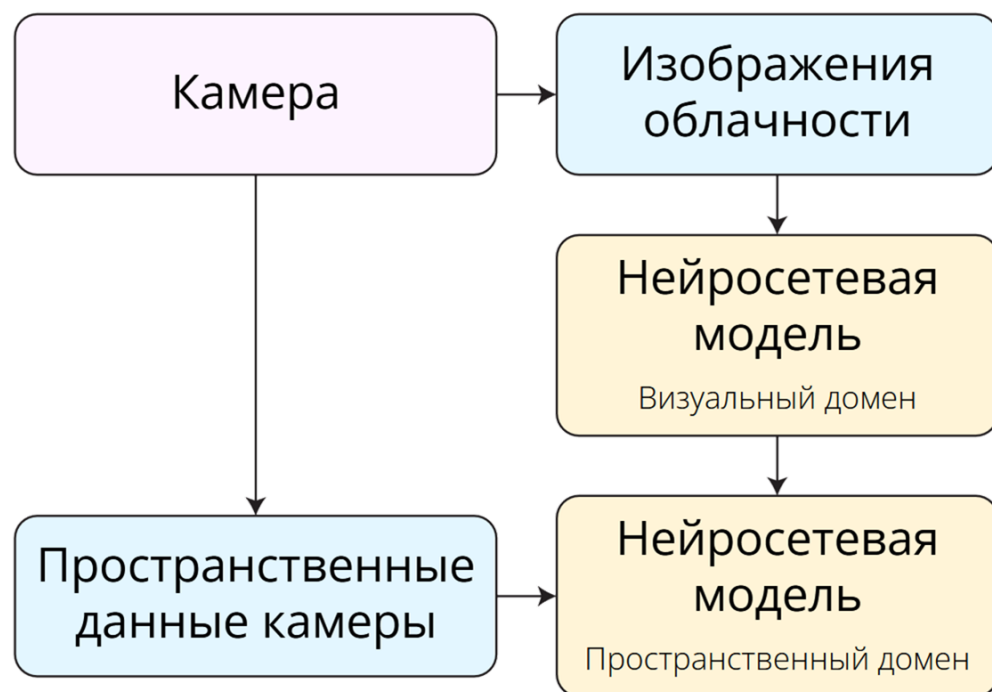 Камера
Изображения
облачности
Нейросетевая
модель
Визуальный домен
Пространственные
данные камеры
Нейросетевая
модель
Пространственный домен